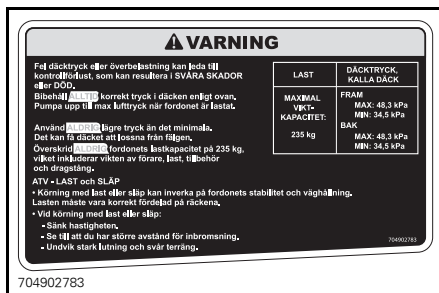 VARNING
Fel däcktryck eller överbelastning kan leda till
kontrollförlust, som kan resultera i SVÅRA SKADOR
eller DÖD.
Bibehåll ALLTID korrekt tryck i däcken enligt ovan.
Pumpa upp till max lufttryck när fordonet är lastat.
Använd ALDRIG lägre tryck än det minimala.
Det kan få däcket att lossna från fälgen.
Överskrid ALDRIG fordonets lastkapacitet på 235 kg,
vilket inkluderar vikten av förare, last, tillbehör
och dragstång.
ATV - LAST och SLÄP
• Körning med last eller släp kan inverka på fordonets stabilitet och väghållning.
Lasten måste vara korrekt fördelad på räckena.
• Vid körning med last eller släp:
- Sänk hastigheten.
- Se till att du har större avstånd för inbromsning.
- Undvik stark lutning och svår terräng.
LAST
DÄCKTRYCK,
KALLA DÄCK
MAXIMAL
VIKT-
KAPACITET:
235 kg
FRAM
MAX: 48,3 kPa
MIN: 34,5 kPa
BAK
MAX: 48,3 kPa
MIN: 34,5 kPa
704902783
704902783